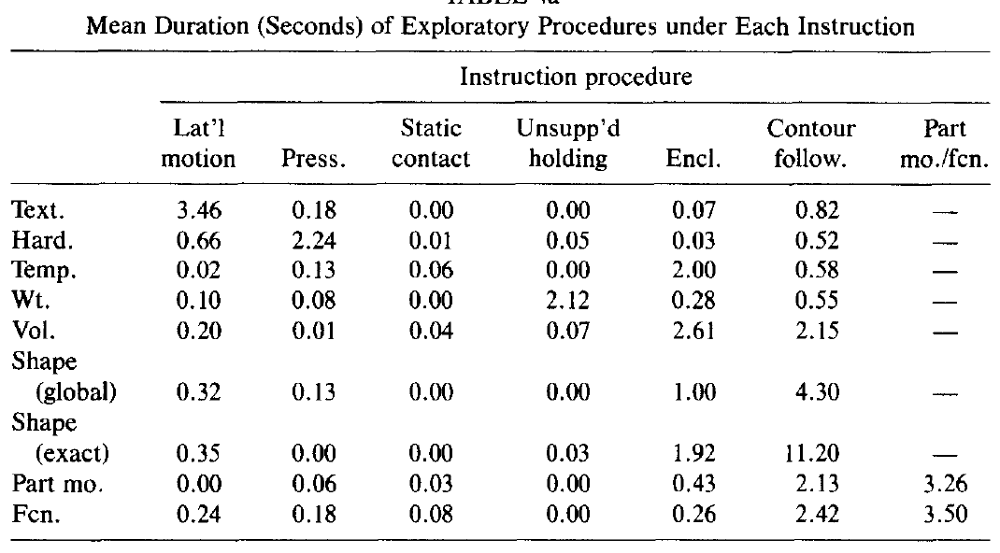 TABLE 4a
Mean Duration (Seconds) of Exploratory Procedures under Each Instruction
Instruction procedure
Lat'l motion Press. Static contact Unsupp'd holding Encl. Contour follow. Part mo./fcn.
Text. 3.46 0.18 0.00 0.00 0.07 0.82 —
Hard. 0.66 2.24 0.01 0.05 0.03 0.52 —
Temp. 0.02 0.13 0.06 0.00 2.00 0.58 —
Wt. 0.10 0.08 0.00 2.12 0.28 0.55 —
Vol. 0.20 0.01 0.04 0.07 2.61 2.15 —
Shape
(global) 0.32 0.13 0.00 0.00 1.00 4.30 —
Shape
(exact) 0.35 0.00 0.00 0.03 1.92 11.20 —
Part mo. 0.00 0.06 0.03 0.00 0.43 2.13 3.26
Fcn. 0.24 0.18 0.08 0.00 0.26 2.42 3.50